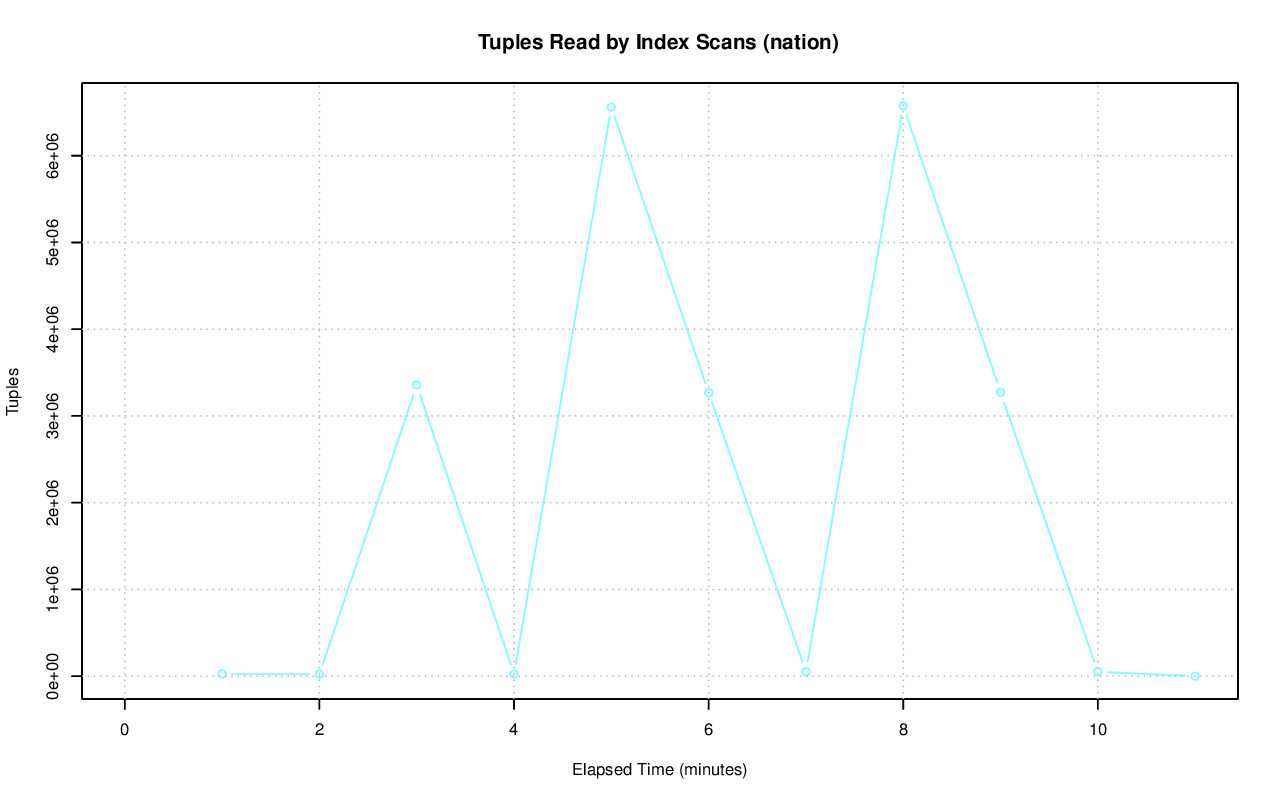 Tuples Read by Index Scans (nation)
6e+06
5e+06
4e+06
3e+06
2e+06
1e+06
0e+00
Tuples
0 2 4 6 8 10
Elapsed Time (minutes)